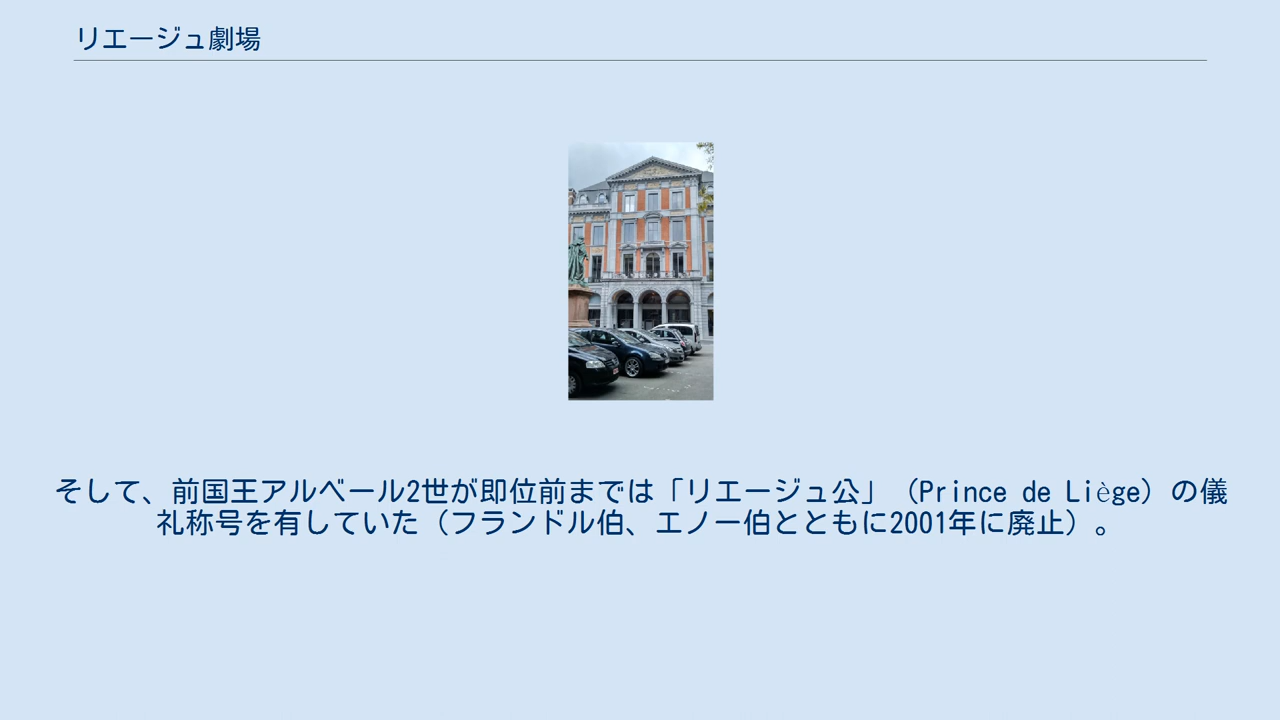 リエージュ劇場
そして、前国王アルベール2世が即位前までは「リエージュ公」（Prince de Liège）の儀
礼称号を有していた（フランドル伯、エノー伯とともに2001年に廃止）。